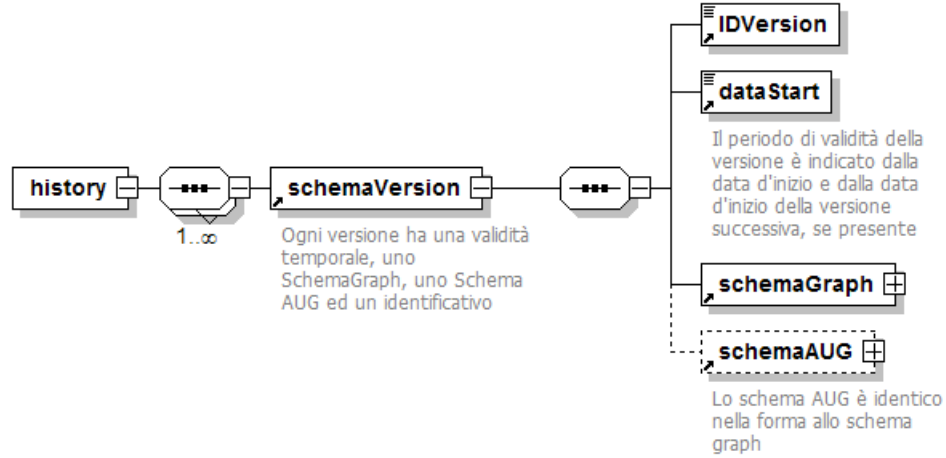 IDVersion
dataStart
Il periodo di validità della
versione è indicato dalla
data d'inizio e dalla data
d'inizio della versione
successiva, se presente
history
1..∞
schemaVersion
Ogni versione ha una validità
temporale, uno
SchemaGraph, uno Schema
AUG ed un identificativo
schemaGraph
schemaAUG
Lo schema AUG è identico
nella forma allo schema
graph